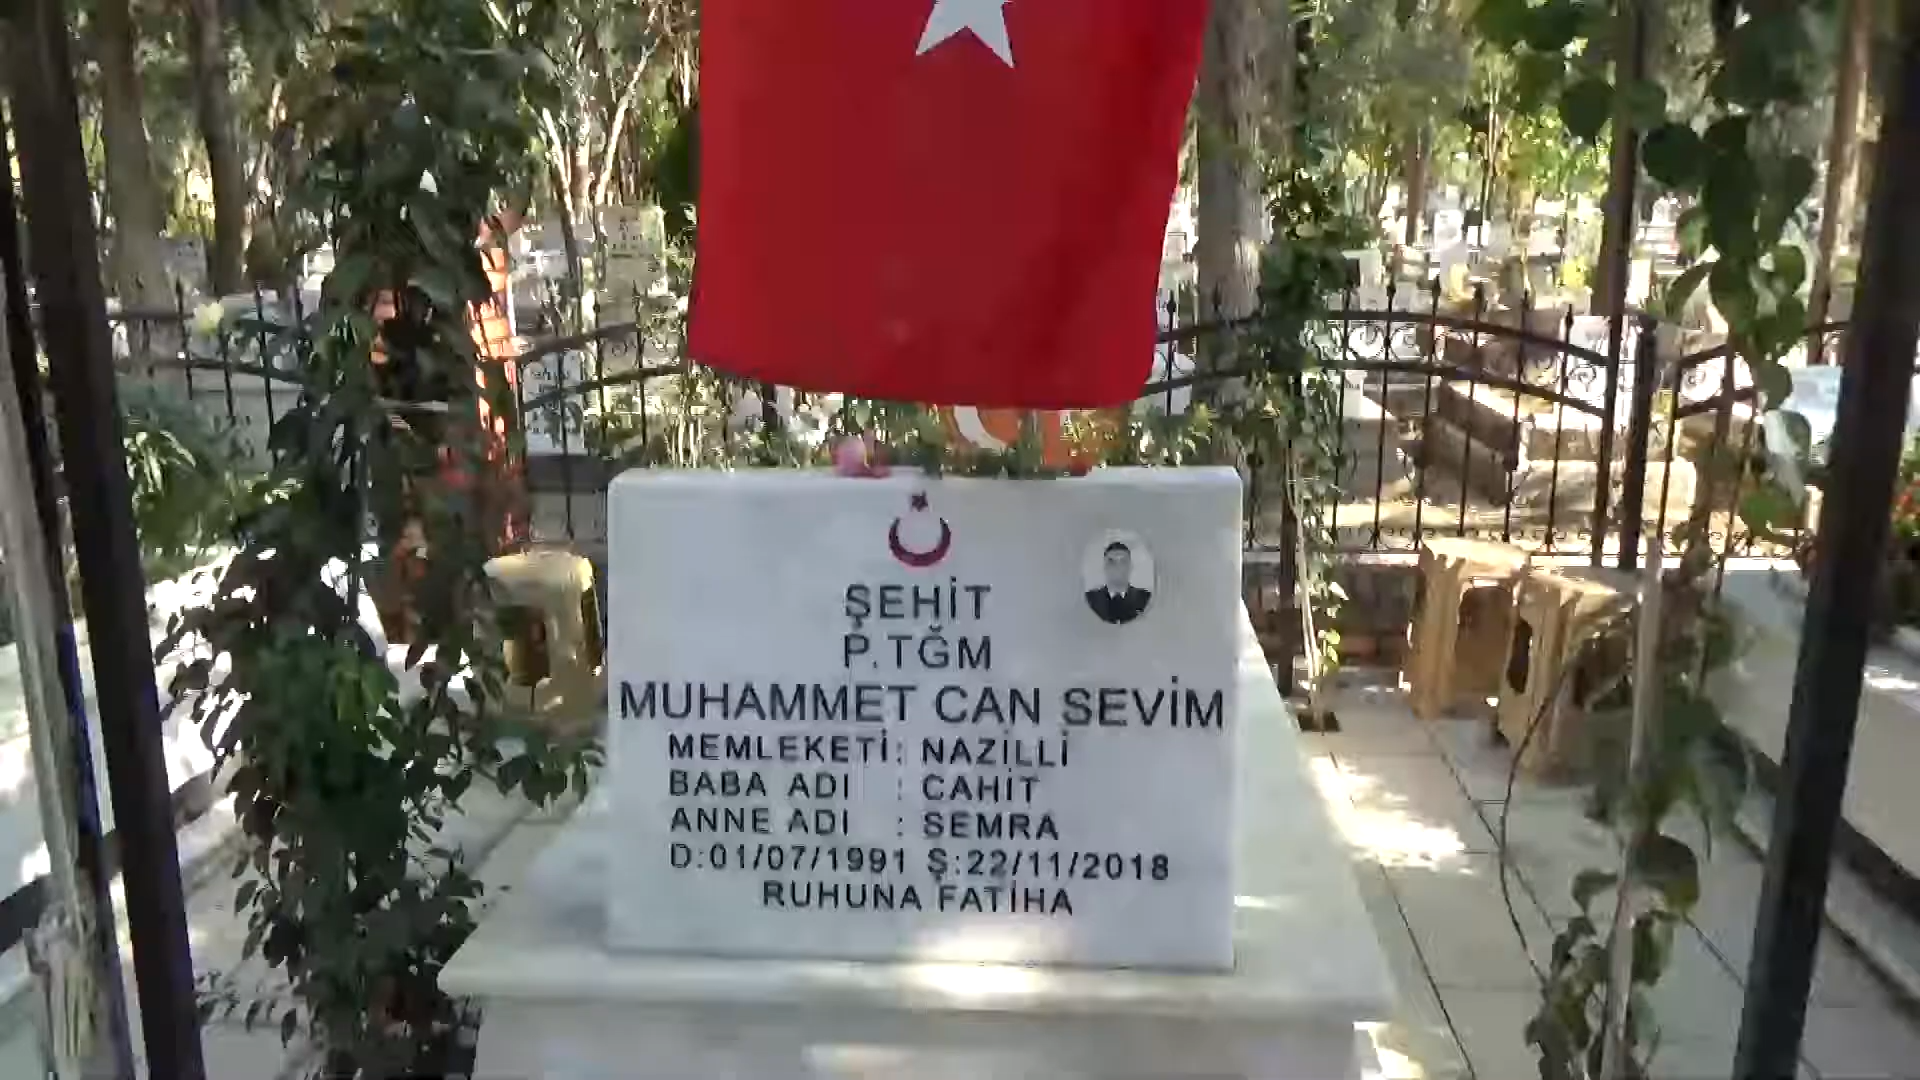 ŞEHİT
P.TĞM
MUHAMMET CAN SEVİM
MEMLEKETİ: NAZİLLİ
BABA ADI : CAHİT
ANNE ADI : SEMRA
D:01/07/1991 Ş:22/11/2018
RUHUNA FATİHA